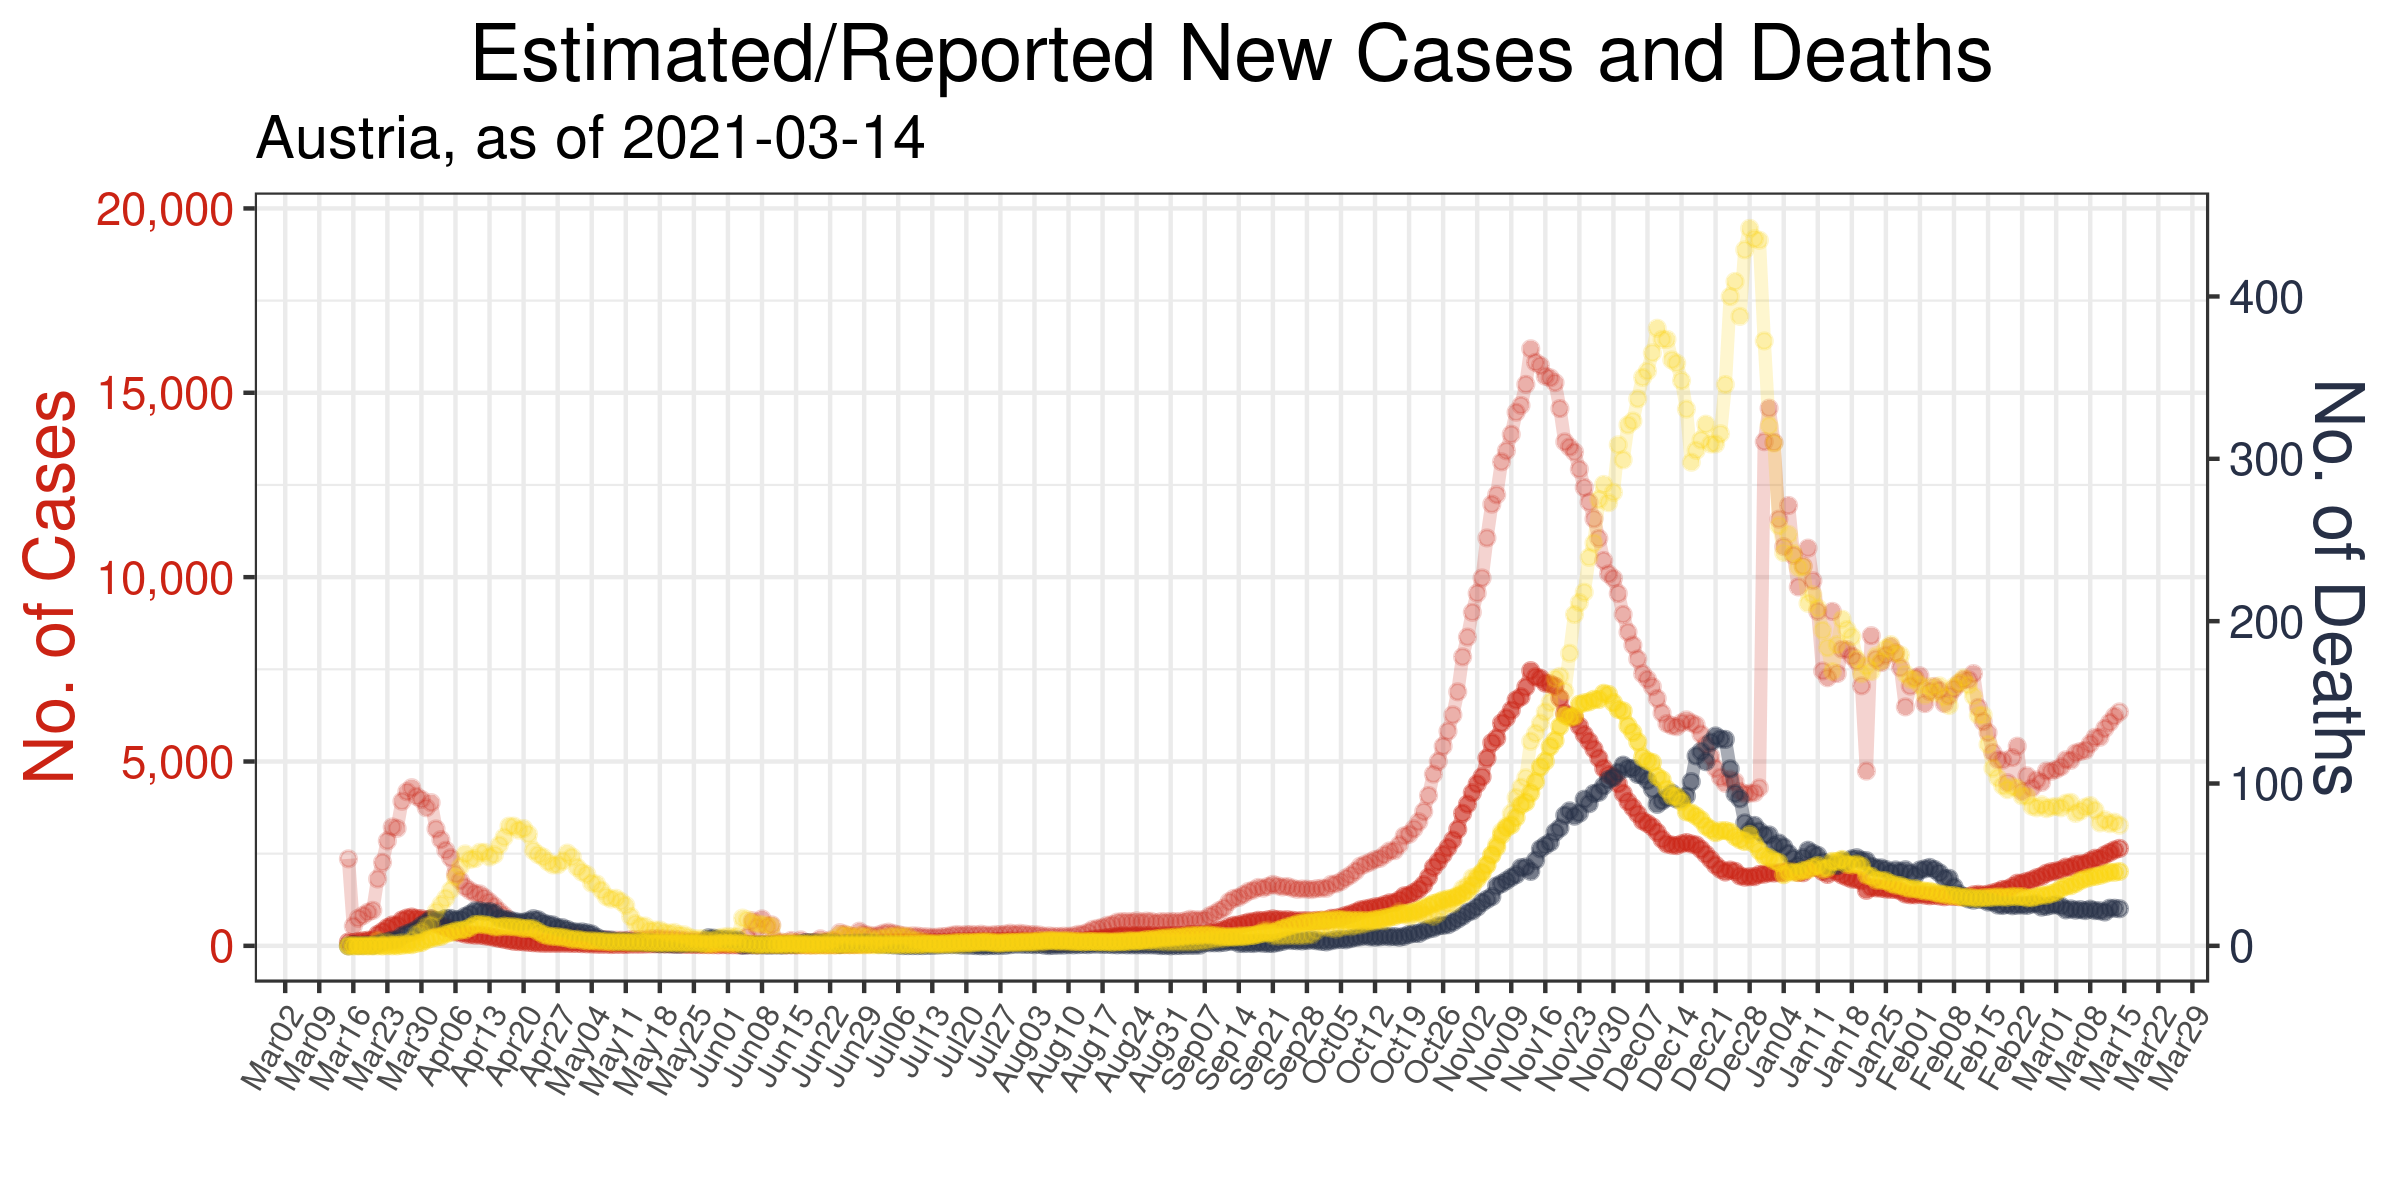 Estimated/Reported New Cases and Deaths
Austria, as of 2021-03-14
No. of Cases
20,000
15,000
10,000
5,000
0
No. of Deaths
400
300
200
100
0
Mar02 Mar09 Mar16 Mar23 Mar30 Apr06 Apr13 Apr20 Apr27 May04 May11 May18 May25 Jun01 Jun08 Jun15 Jun22 Jun29 Jul06 Jul13 Jul20 Jul27 Aug03 Aug10 Aug17 Aug24 Aug31 Sep07 Sep14 Sep21 Sep28 Oct05 Oct12 Oct19 Oct26 Nov02 Nov09 Nov16 Nov23 Nov30 Dec07 Dec14 Dec21 Dec28 Jan04 Jan11 Jan18 Jan25 Feb01 Feb08 Feb15 Feb22 Mar01 Mar08 Mar15 Mar22 Mar29